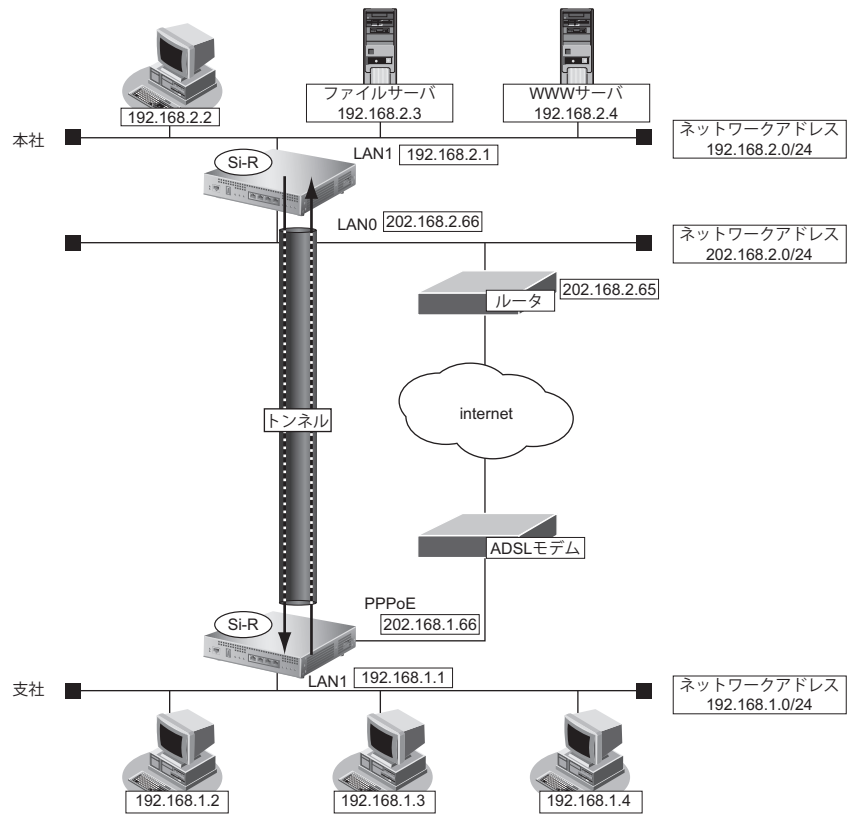 ファイルサーバ
192.168.2.3
WWWサーバ
192.168.2.4
192.168.2.2
本社
ネットワークアドレス
192.168.2.0/24
Si-R
LAN1 192.168.2.1
LAN0 202.168.2.66
ネットワークアドレス
202.168.2.0/24
ルータ
202.168.2.65
トンネル
internet
ADSLモデム
PPPoE
202.168.1.66
Si-R
LAN1 192.168.1.1
支社
ネットワークアドレス
192.168.1.0/24
192.168.1.2
192.168.1.3
192.168.1.4